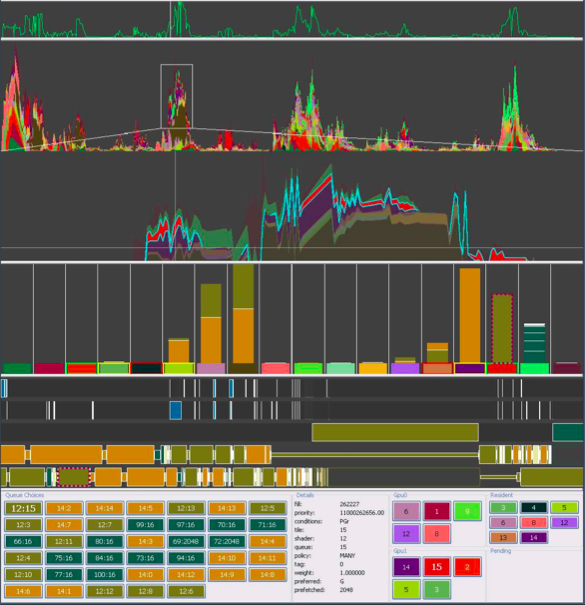 Queue Choices
12:15 14:2 14:14 14:5 12:13 14:13 12:5
12:3 14:7 12:7 99:16 97:16 70:16 71:16
66:16 12:11 80:16 14:3 69:2048 72:2048 14:4
12:4 75:16 84:16 73:16 94:16 14:10 14:11
12:10 77:16 100:16 14:0 14:12 14:9 14:8
14:6 14:1 12:12 12:8 12:6
Details
fill: 262227
priority: 11000262656.00
conditions: PGr
tile: 15
shader: 12
queue: 15
policy: MANY
tag: 0
weight: 1.000000
preferred: G
prefetched: 2048
Gpu0
6 1 9
12 8
Gpu1
14 15 2
5 3
Resident
3 4 5
6 8 12
13 14
Pending